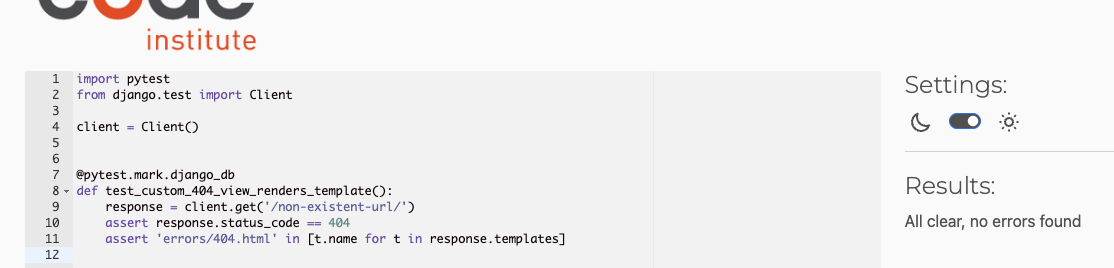 code
institute
1 import pytest
2 from django.test import Client
3
4 client = Client()
5
6
7 @pytest.mark.django_db
8 def test_custom_404_view_renders_template():
9     response = client.get('/non-existent-url/')
10     assert response.status_code == 404
11     assert 'errors/404.html' in [t.name for t in response.templates]
12
Settings:
Results:
All clear, no errors found